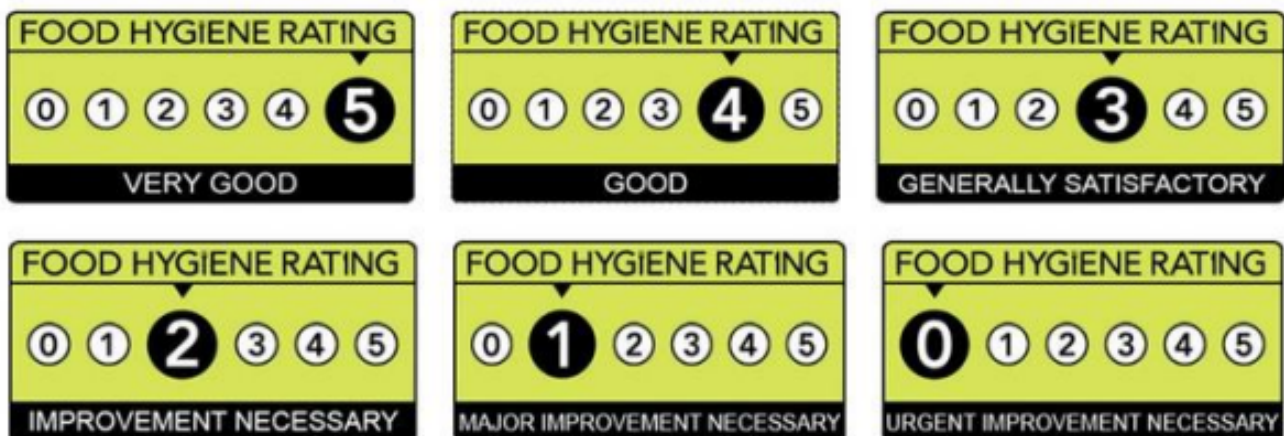 FOOD HYGIENE RATING
0 1 2 3 4 5
VERY GOOD
FOOD HYGIENE RATING
0 1 2 3 4 5
GOOD
FOOD HYGIENE RATING
0 1 2 3 4 5
GENERALLY SATISFACTORY
FOOD HYGIENE RATING
0 1 2 3 4 5
IMPROVEMENT NECESSARY
FOOD HYGIENE RATING
0 1 2 3 4 5
MAJOR IMPROVEMENT NECESSARY
FOOD HYGIENE RATING
0 1 2 3 4 5
URGENT IMPROVEMENT NECESSARY